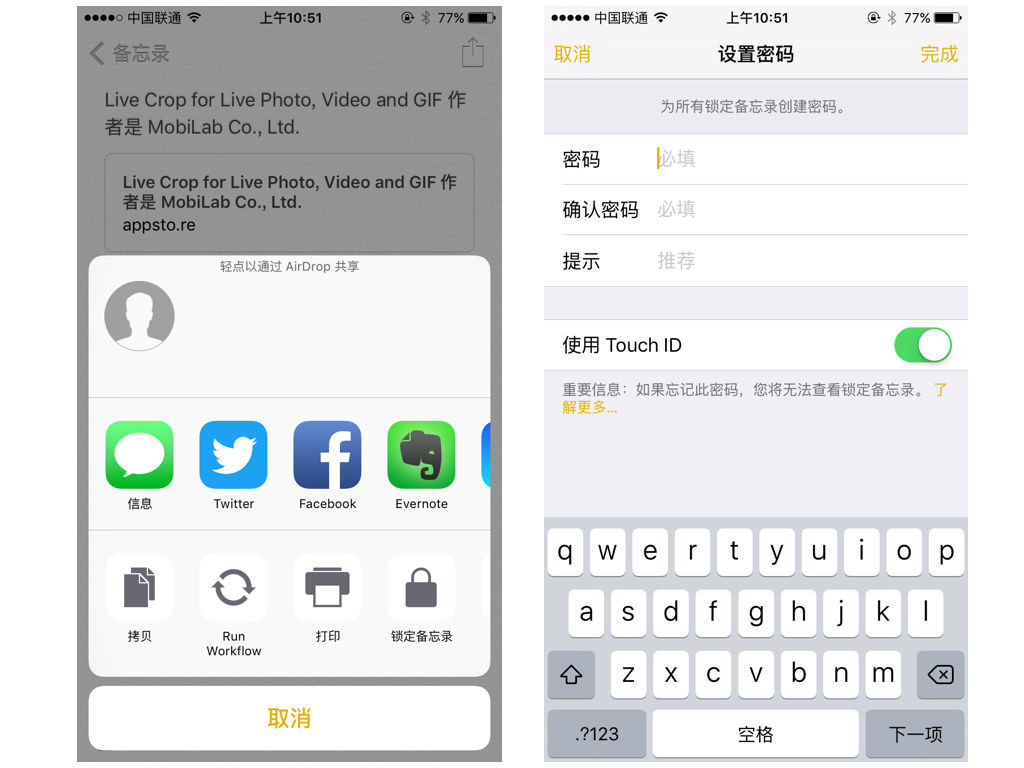 中国联通 上午10:51 77%
备忘录
Live Crop for Live Photo, Video and GIF 作
者是 MobiLab Co., Ltd.
Live Crop for Live Photo, Video and GIF 作
者是 MobiLab Co., Ltd.
appsto.re
轻点以通过 AirDrop 共享
信息 Twitter Facebook Evernote
拷贝 Run Workflow 打印 锁定备忘录
取消
中国联通 上午10:51 77%
取消 设置密码 完成
为所有锁定备忘录创建密码。
密码 必填
确认密码 必填
提示 推荐
使用 Touch ID
重要信息：如果忘记此密码，您将无法查看锁定备忘录。了
解更多...
q w e r t y u i o p
a s d f g h j k l
z x c v b n m
.?123 空格 下一项